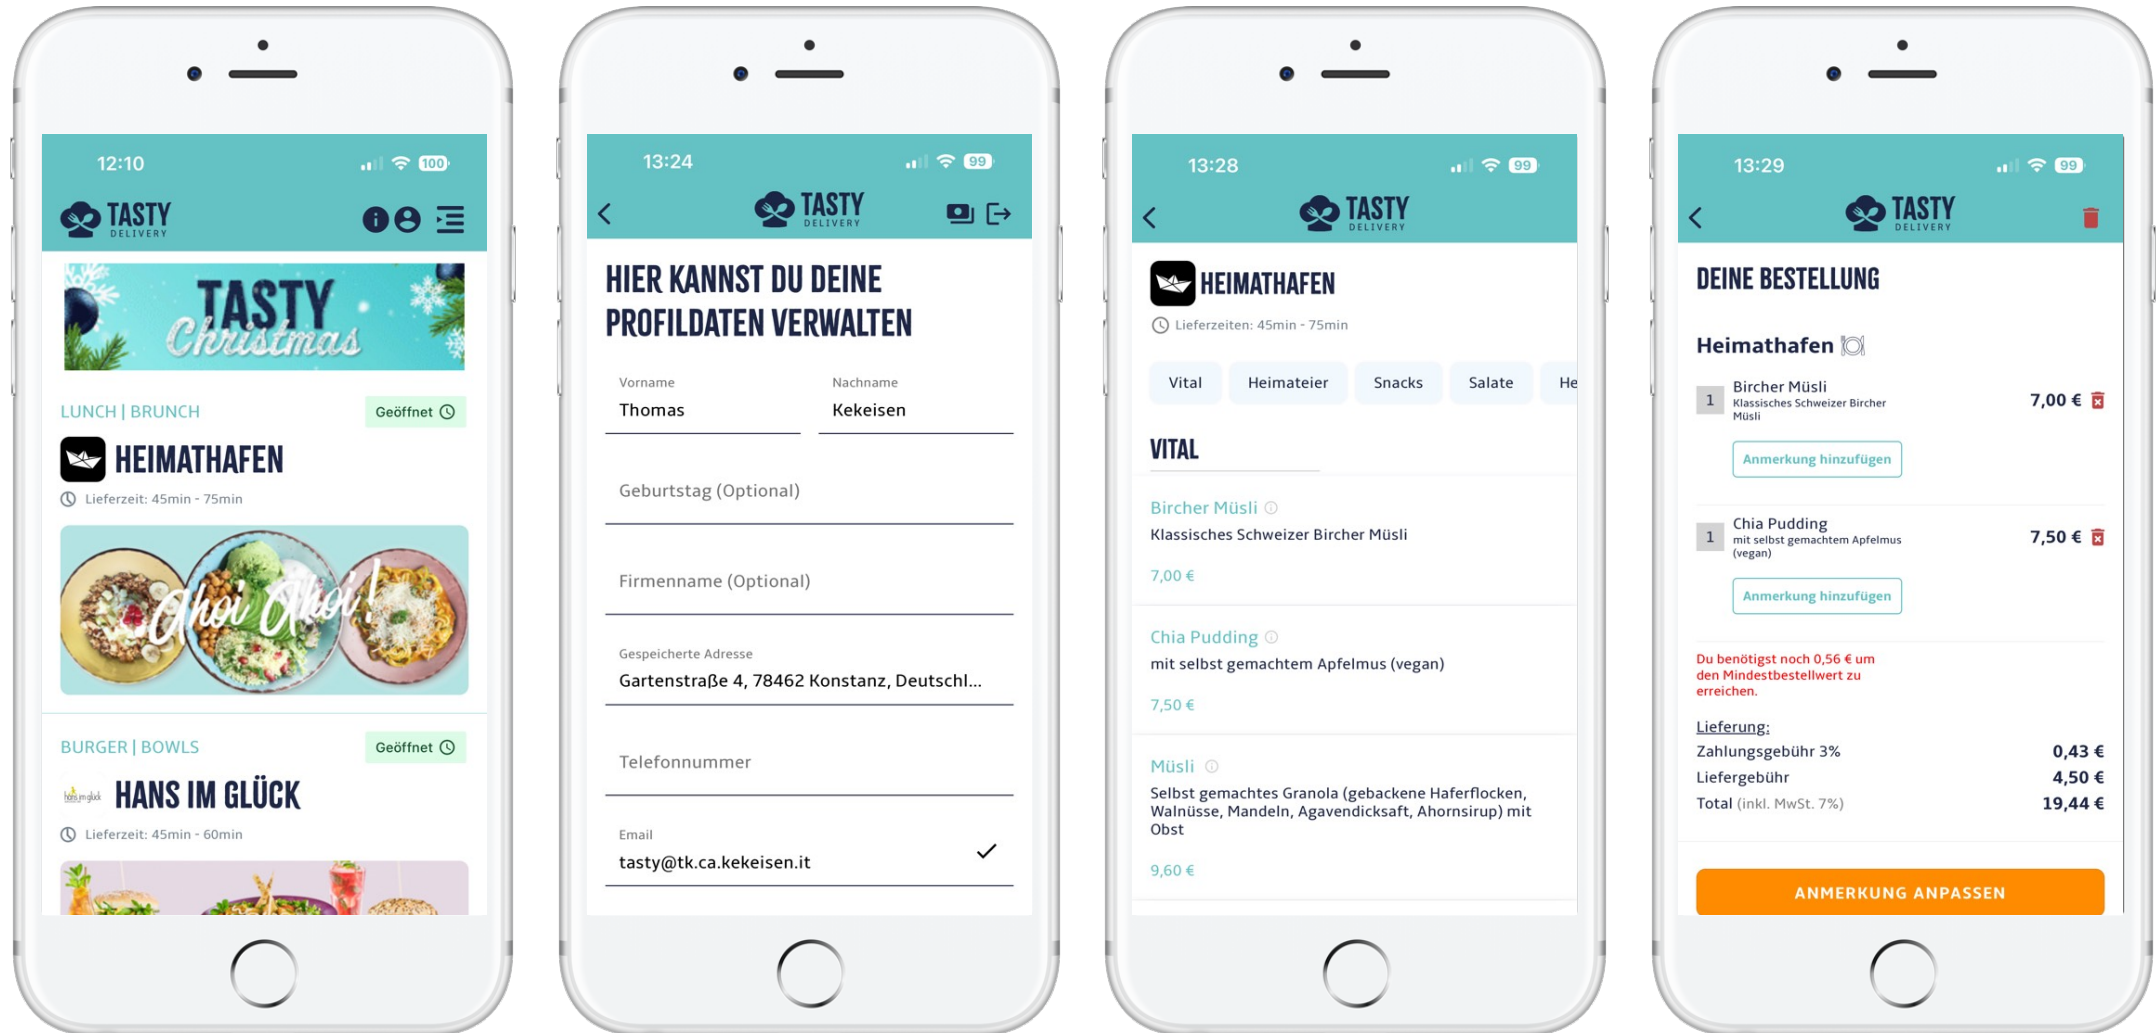 12:10
100
TASTY
DELIVERY
TASTY
Christmas
LUNCH | BRUNCH
Geöffnet
HEIMATHAFEN
Lieferzeit: 45min - 75min
Ahoi Ahoi!
BURGER | BOWLS
Geöffnet
hans im glück
HANS IM GLÜCK
Lieferzeit: 45min - 60min
13:24
99
TASTY
DELIVERY
HIER KANNST DU DEINE
PROFILDATEN VERWALTEN
Vorname
Nachname
Thomas
Kekeisen
Geburtstag (Optional)
Firmenname (Optional)
Gespeicherte Adresse
Gartenstraße 4, 78462 Konstanz, Deutschl...
Telefonnummer
Email
tasty@tk.ca.kekeisen.it
13:28
99
TASTY
DELIVERY
HEIMATHAFEN
Lieferzeiten: 45min - 75min
Vital Heimateier Snacks Salate He
VITAL
Bircher Müsli
Klassisches Schweizer Bircher Müsli
7,00 €
Chia Pudding
mit selbst gemachtem Apfelmus (vegan)
7,50 €
Müsli
Selbst gemachtes Granola (gebackene Haferflocken,
Walnüsse, Mandeln, Agavendicksaft, Ahornsirup) mit
Obst
9,60 €
13:29
99
TASTY
DELIVERY
DEINE BESTELLUNG
Heimathafen
1 Bircher Müsli 7,00 €
Klassisches Schweizer Bircher
Müsli
Anmerkung hinzufügen
1 Chia Pudding 7,50 €
mit selbst gemachtem Apfelmus
(vegan)
Anmerkung hinzufügen
Du benötigst noch 0,56 € um
den Mindestbestellwert zu
erreichen.
Lieferung:
Zahlungsgebühr 3% 0,43 €
Liefergebühr 4,50 €
Total (inkl. MwSt. 7%) 19,44 €
ANMERKUNG ANPASSEN